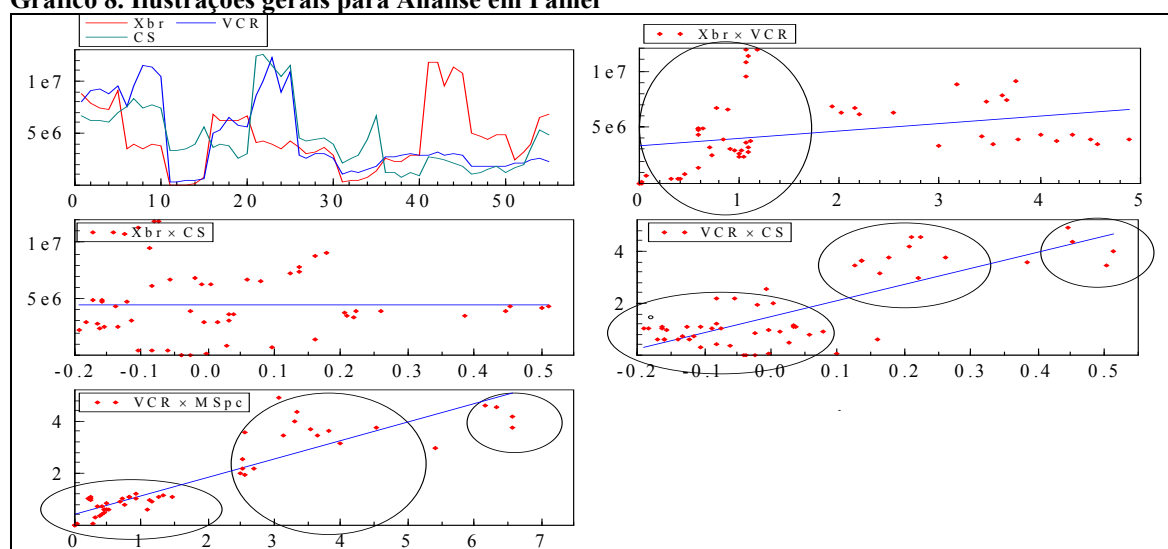 Gráfico 8. Ilustrações gerais para Análise em Painel
Xbr VCR
CS
1e7
5e6
0 10 20 30 40 50
Xbr × VCR
1e7
5e6
0 1 2 3 4 5
Xbr × CS
1e7
5e6
-0.2 -0.1 0.0 0.1 0.2 0.3 0.4 0.5
VCR × CS
4
2
-0.2 -0.1 0.0 0.1 0.2 0.3 0.4 0.5
VCR × MSpc
4
2
0 1 2 3 4 5 6 7